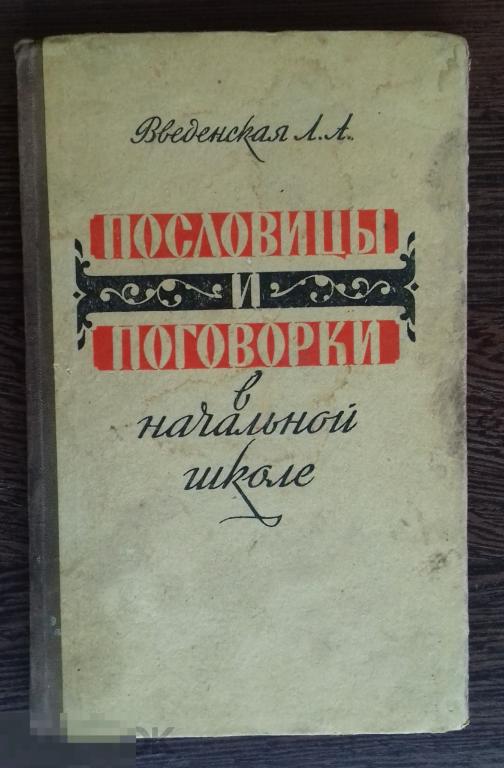 Введенская Л.А.
ПОСЛОВИЦЫ
И
ПОГОВОРКИ
в
начальной
школе